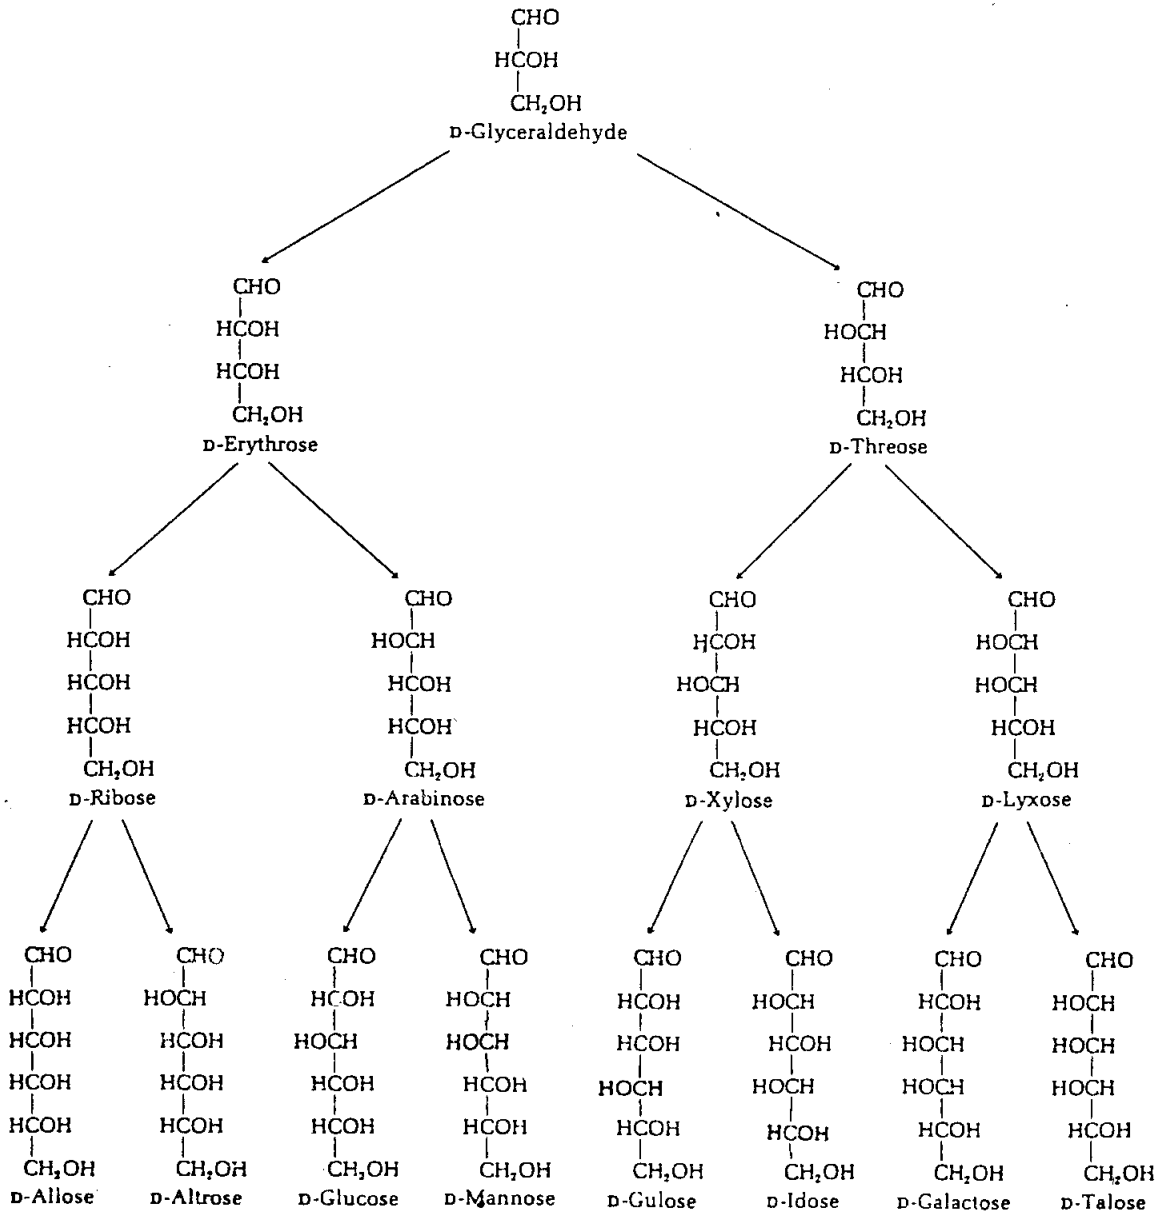 CHO
HCOH
CH₂OH
D-Glyceraldehyde
CHO
HCOH
HCOH
CH₂OH
D-Erythrose
CHO
HOCH
HCOH
CH₂OH
D-Threose
CHO
HCOH
HCOH
HCOH
CH₂OH
D-Ribose
CHO
HOCH
HCOH
HCOH
CH₂OH
D-Arabinose
CHO
HCOH
HOCH
HCOH
CH₂OH
D-Xylose
CHO
HOCH
HOCH
HCOH
CH₂OH
D-Lyxose
CHO
HCOH
HCOH
HCOH
HCOH
CH₂OH
D-Allose
CHO
HOCH
HCOH
HCOH
HCOH
CH₂OH
D-Altrose
CHO
HCOH
HOCH
HCOH
HCOH
CH₂OH
D-Glucose
CHO
HOCH
HOCH
HCOH
HCOH
CH₂OH
D-Mannose
CHO
HCOH
HCOH
HOCH
HCOH
CH₂OH
D-Gulose
CHO
HOCH
HCOH
HOCH
HCOH
CH₂OH
D-Idose
CHO
HCOH
HOCH
HOCH
HCOH
CH₂OH
D-Galactose
CHO
HOCH
HOCH
HOCH
HCOH
CH₂OH
D-Talose